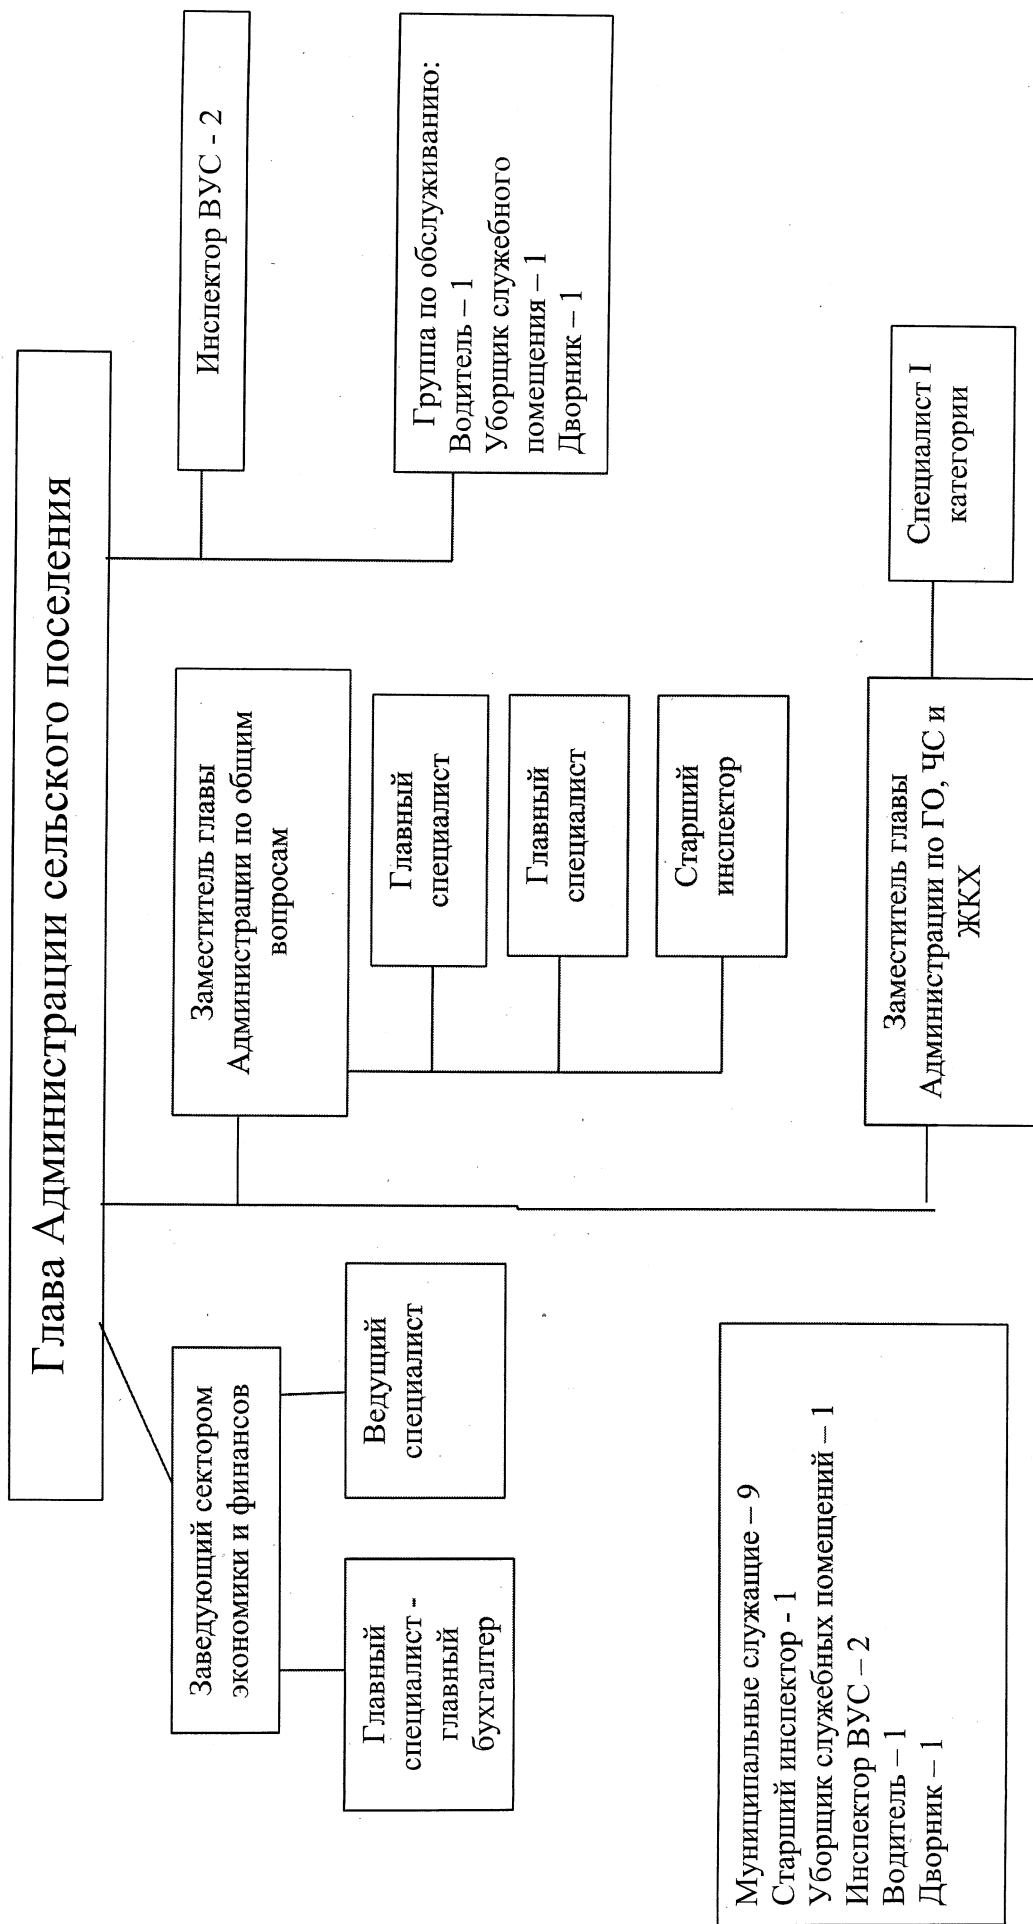 Глава Администрации сельского поселения
Заведующий сектором
экономики и финансов
Главный
специалист -
главный
бухгалтер
Ведущий
специалист
Заместитель главы
Администрации по общим
вопросам
Главный
специалист
Главный
специалист
Старший
инспектор
Заместитель главы
Администрации по ГО, ЧС и
ЖКХ
Специалист I
категории
Инспектор ВУС - 2
Группа по обслуживанию:
Водитель – 1
Уборщик служебного
помещения – 1
Дворник – 1
Муниципальные служащие – 9
Старший инспектор - 1
Уборщик служебных помещений – 1
Инспектор ВУС – 2
Водитель – 1
Дворник – 1